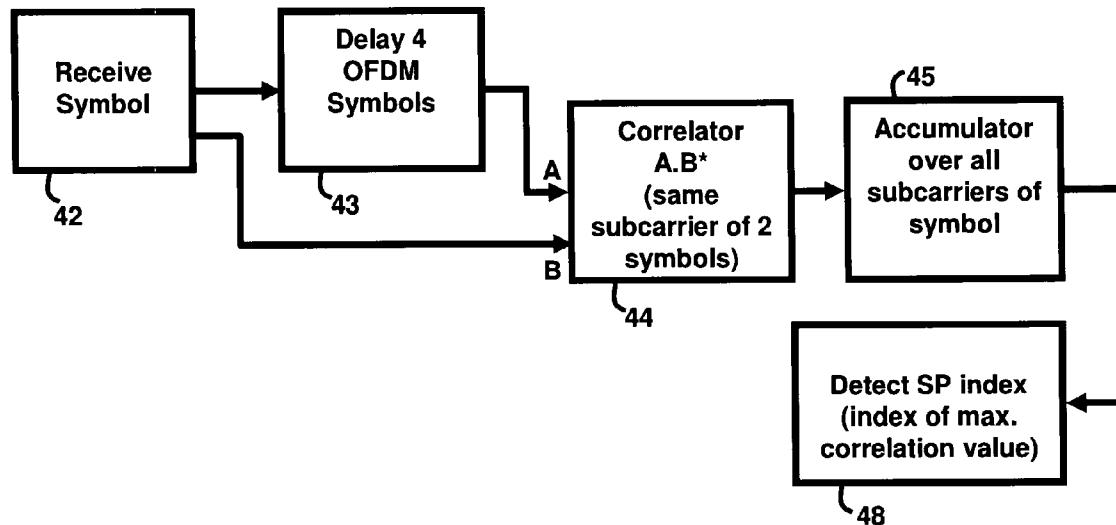 Receive
Symbol
42
Delay 4
OFDM
Symbols
43
A
B
Correlator
A.B*
(same
subcarrier of 2
symbols)
44
45
Accumulator
over all
subcarriers of
symbol
Detect SP index
(index of max.
correlation value)
48